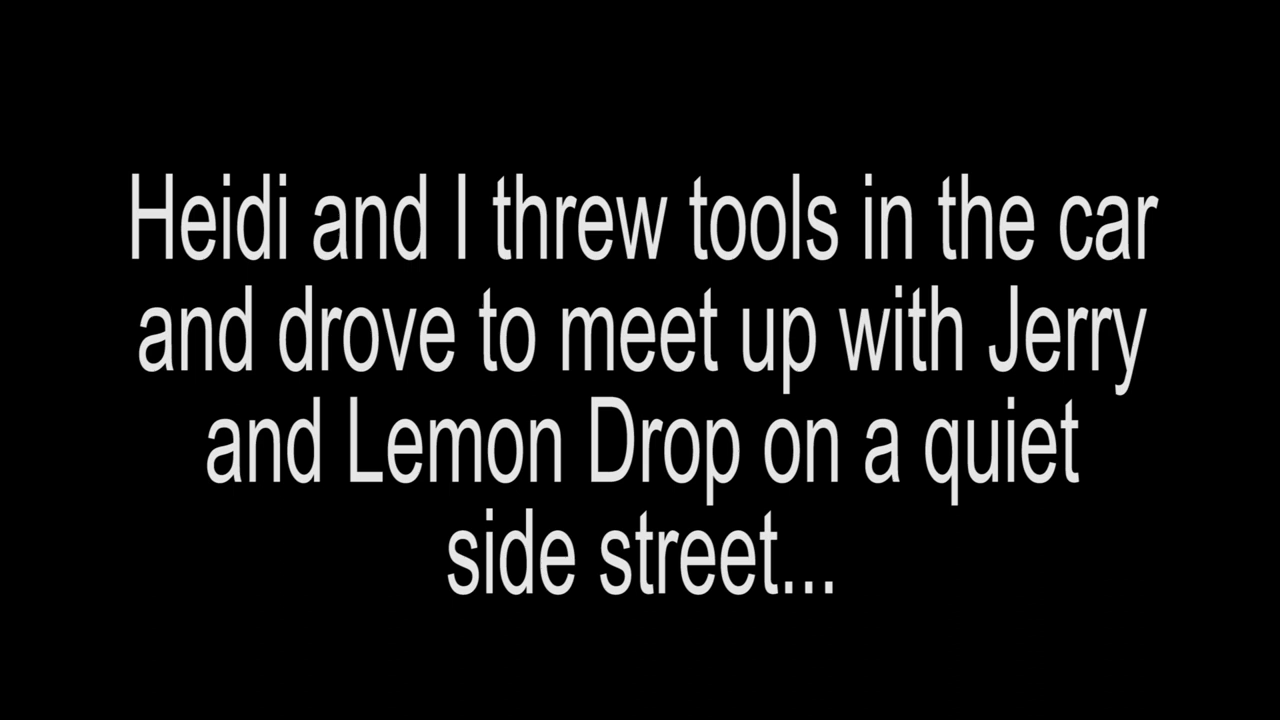 Heidi and I threw tools in the car
and drove to meet up with Jerry
and Lemon Drop on a quiet
side street...